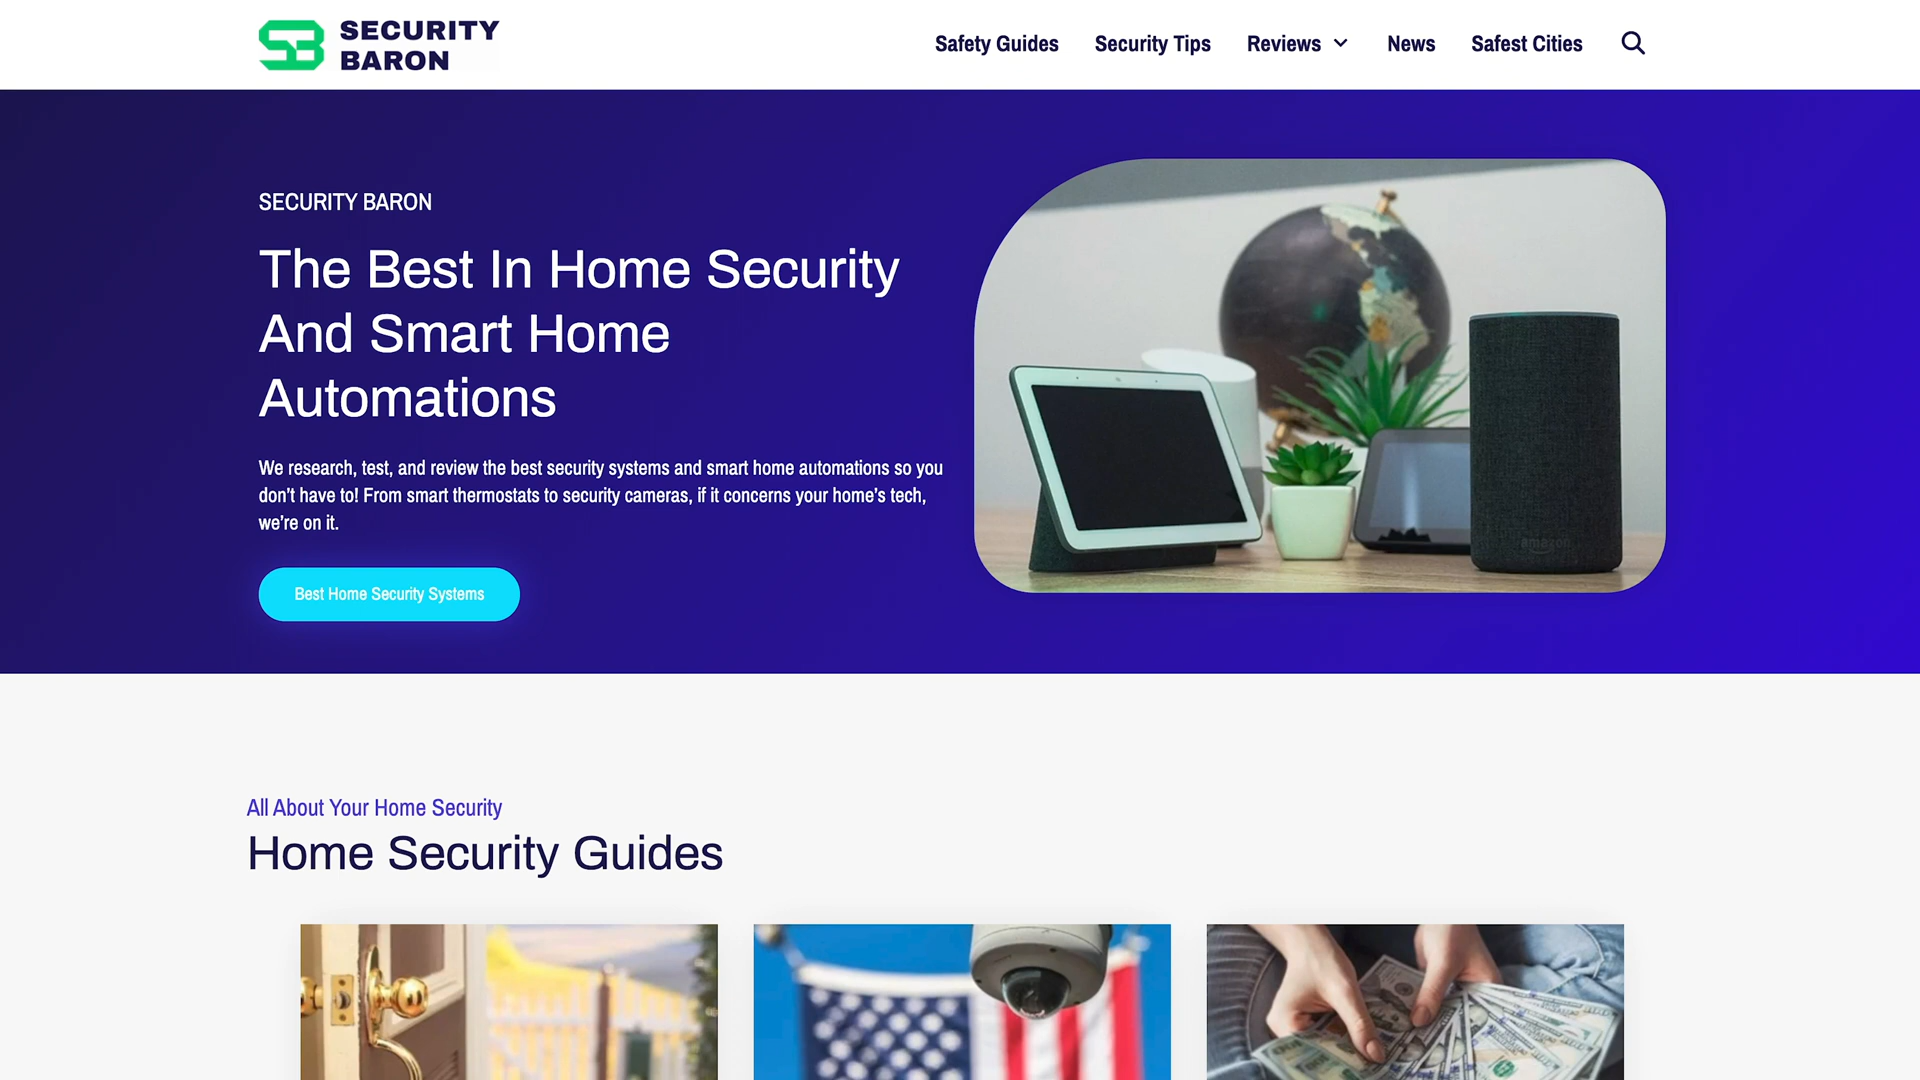 SECURITY
BARON
Safety Guides
Security Tips
Reviews
News
Safest Cities
SECURITY BARON
The Best In Home Security
And Smart Home
Automations
We research, test, and review the best security systems and smart home automations so you
don’t have to! From smart thermostats to security cameras, if it concerns your home’s tech,
we’re on it.
amazon
Best Home Security Systems
All About Your Home Security
Home Security Guides